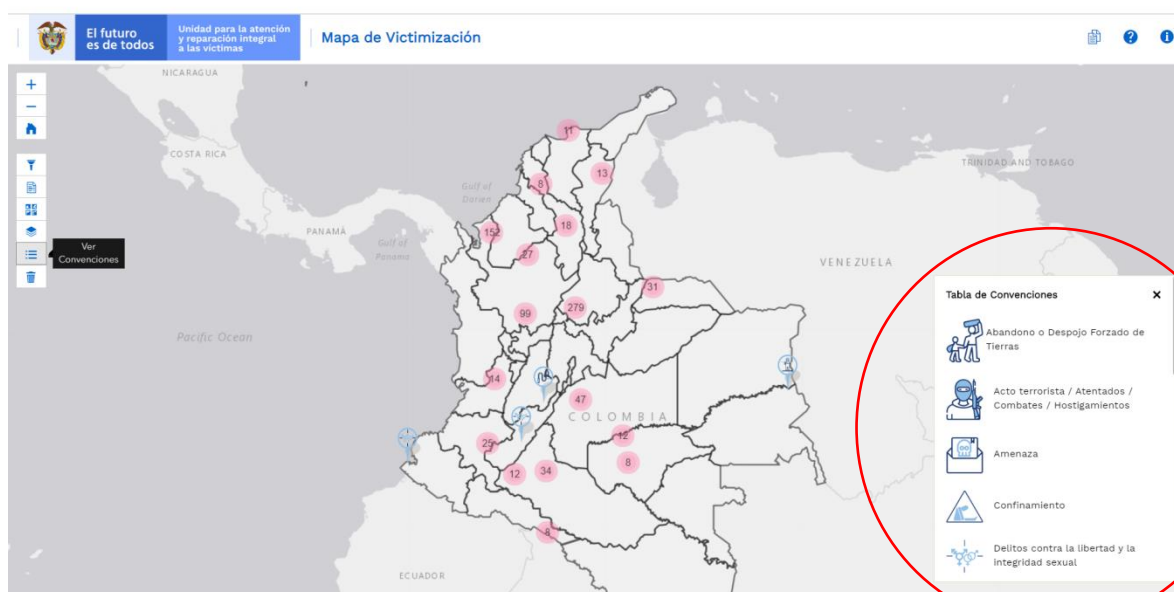 El futuro
es de todos
Unidad para la atención
y reparación integral
a las víctimas
Mapa de Victimización
NICARAGUA
COSTA RICA
PANAMÁ
Gulf of
Darien
Gulf of
Panama
TRINIDAD AND TOBAGO
VENEZUELA
Pacific Ocean
COLOMBIA
ECUADOR
11
13
8
18
152
27
31
279
99
14
47
25
12
12
34
8
8
Ver
Convenciones
Tabla de Convenciones
Abandono o Despojo Forzado de
Tierras
Acto terrorista / Atentados /
Combates / Hostigamientos
Amenaza
Confinamiento
Delitos contra la libertad y la
integridad sexual